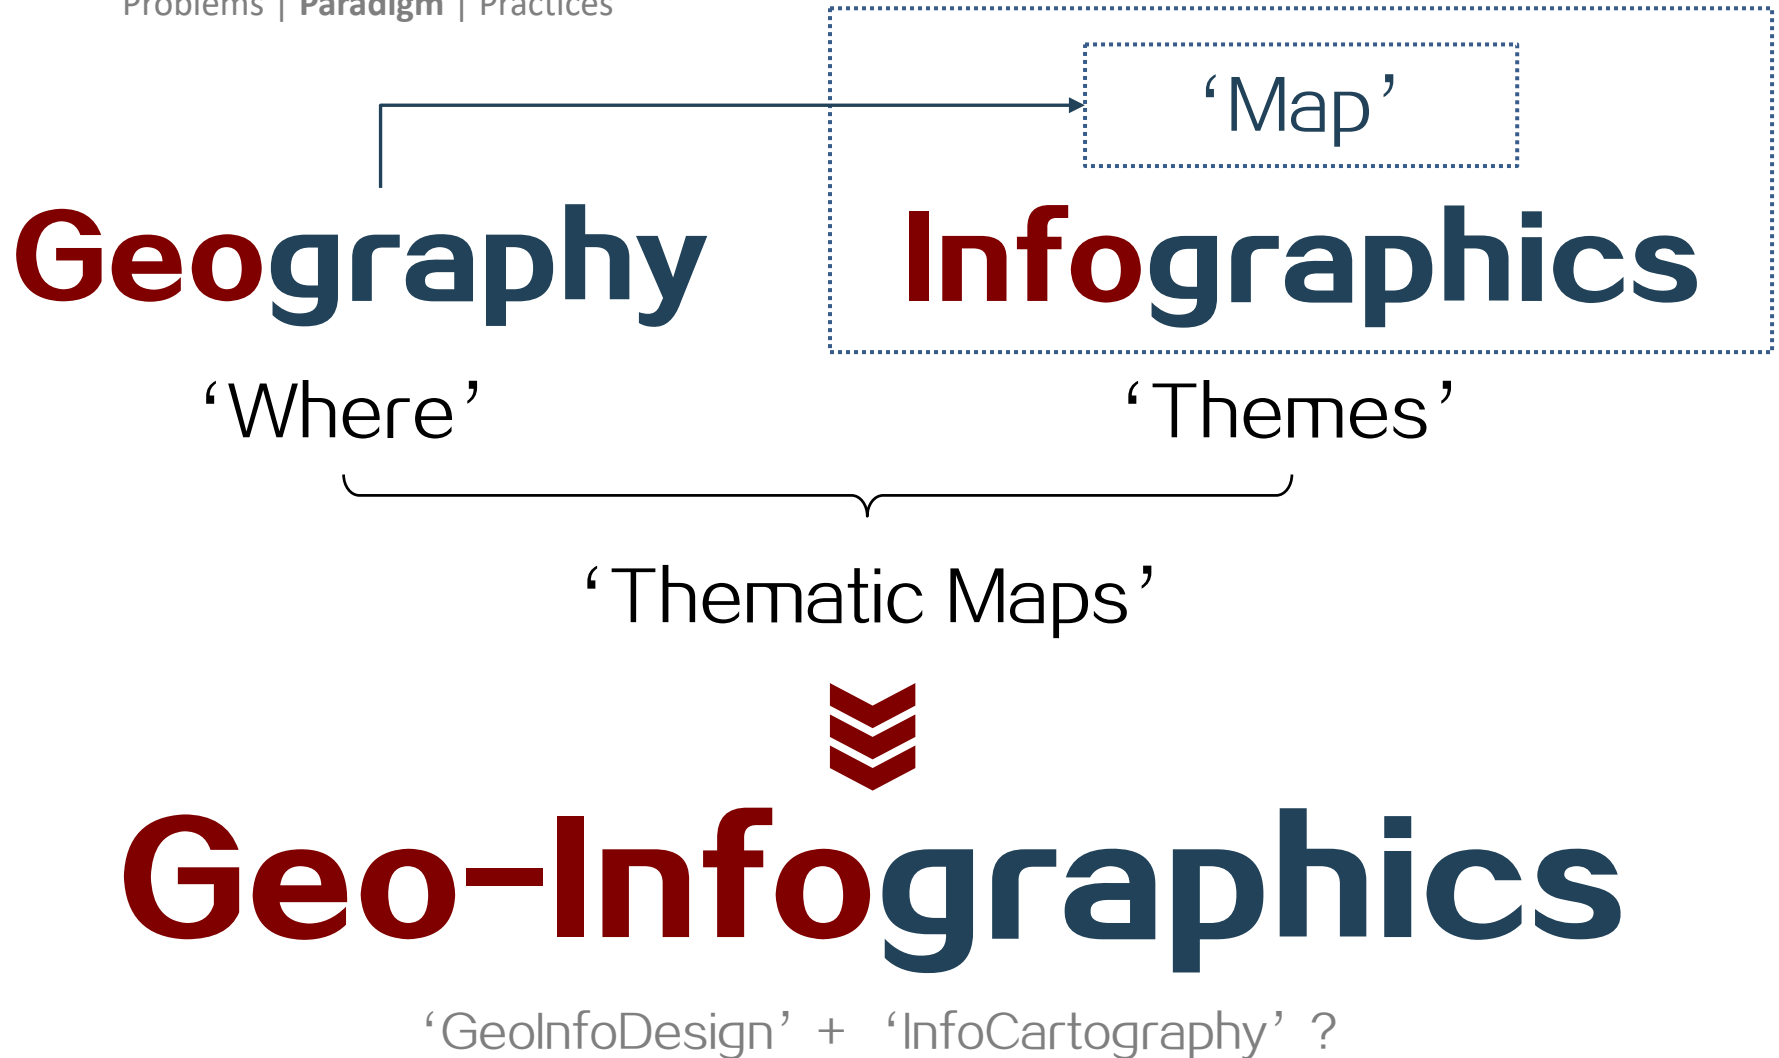 Problems | Paradigm | Practices
‘Map’
Geography Infographics
‘Where’ ‘Themes’
‘Thematic Maps’
Geo-Infographics
‘GeoInfoDesign’ + ‘InfoCartography’ ?